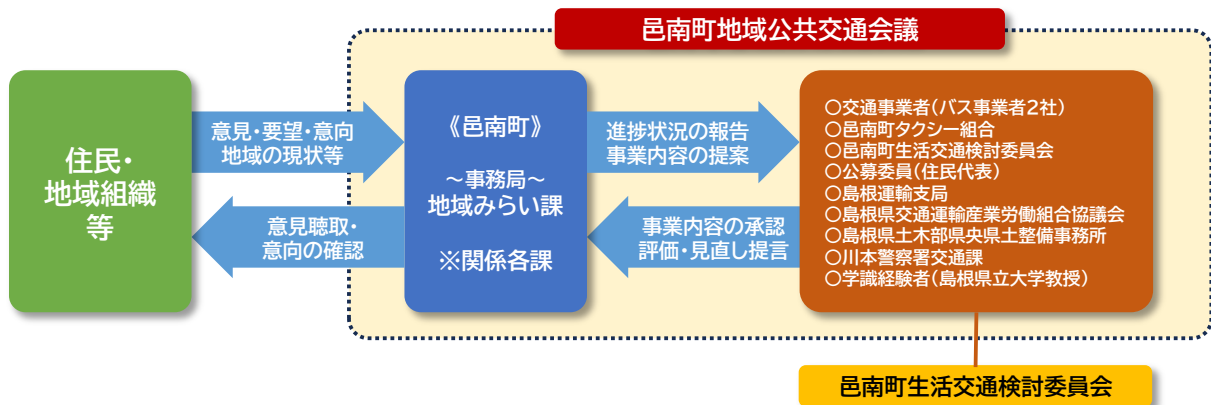 邑南町地域公共交通会議
住民・
地域組織
等
意見・要望・意向
地域の現状等
意見聴取・
意向の確認
《邑南町》
～事務局～
地域みらい課
※関係各課
進捗状況の報告
事業内容の提案
事業内容の承認
評価・見直し提言
○交通事業者(バス事業者2社)
○邑南町タクシー組合
○邑南町生活交通検討委員会
○公募委員(住民代表)
○島根運輸支局
○島根県交通運輸産業労働組合協議会
○島根県土木部県央県土整備事務所
○川本警察署交通課
○学識経験者(島根県立大学教授)
邑南町生活交通検討委員会